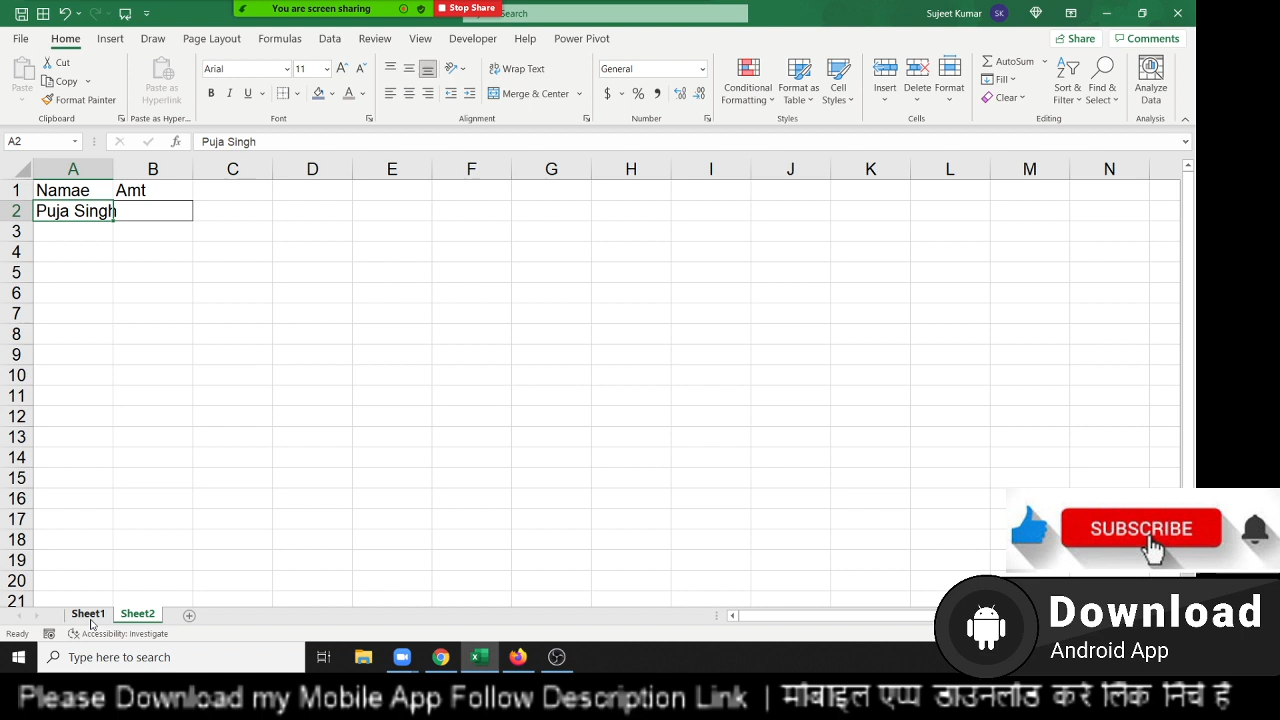 You are screen sharing
Stop Share
Search
Sujeet Kumar
SK
File
Home
Insert
Draw
Page Layout
Formulas
Data
Review
View
Developer
Help
Power Pivot
Share
Comments
Paste
Cut
Copy
Format Painter
Clipboard
Paste as
Hyperlink
Paste as Hyper...
Arial
11
B I U
Font
Wrap Text
Merge & Center
Alignment
General
Number
Conditional
Formatting
Format as
Table
Cell
Styles
Styles
Insert
Delete
Format
Cells
AutoSum
Fill
Clear
Sort &
Filter
Find &
Select
Editing
Analyze
Data
Analysis
A2
fx
Puja Singh
A B C D E F G H I J K L M N
1 Namae Amt
2 Puja Singh
3
4
5
6
7
8
9
10
11
12
13
14
15
16
17
18
19
20
21
SUBSCRIBE
Sheet1
Sheet2
Ready
Accessibility: Investigate
Download
Android App
Type here to search
Please Download my Mobile App Follow Description Link | मोबाइल एप्प डाउनलोड करे लिंक निचे है